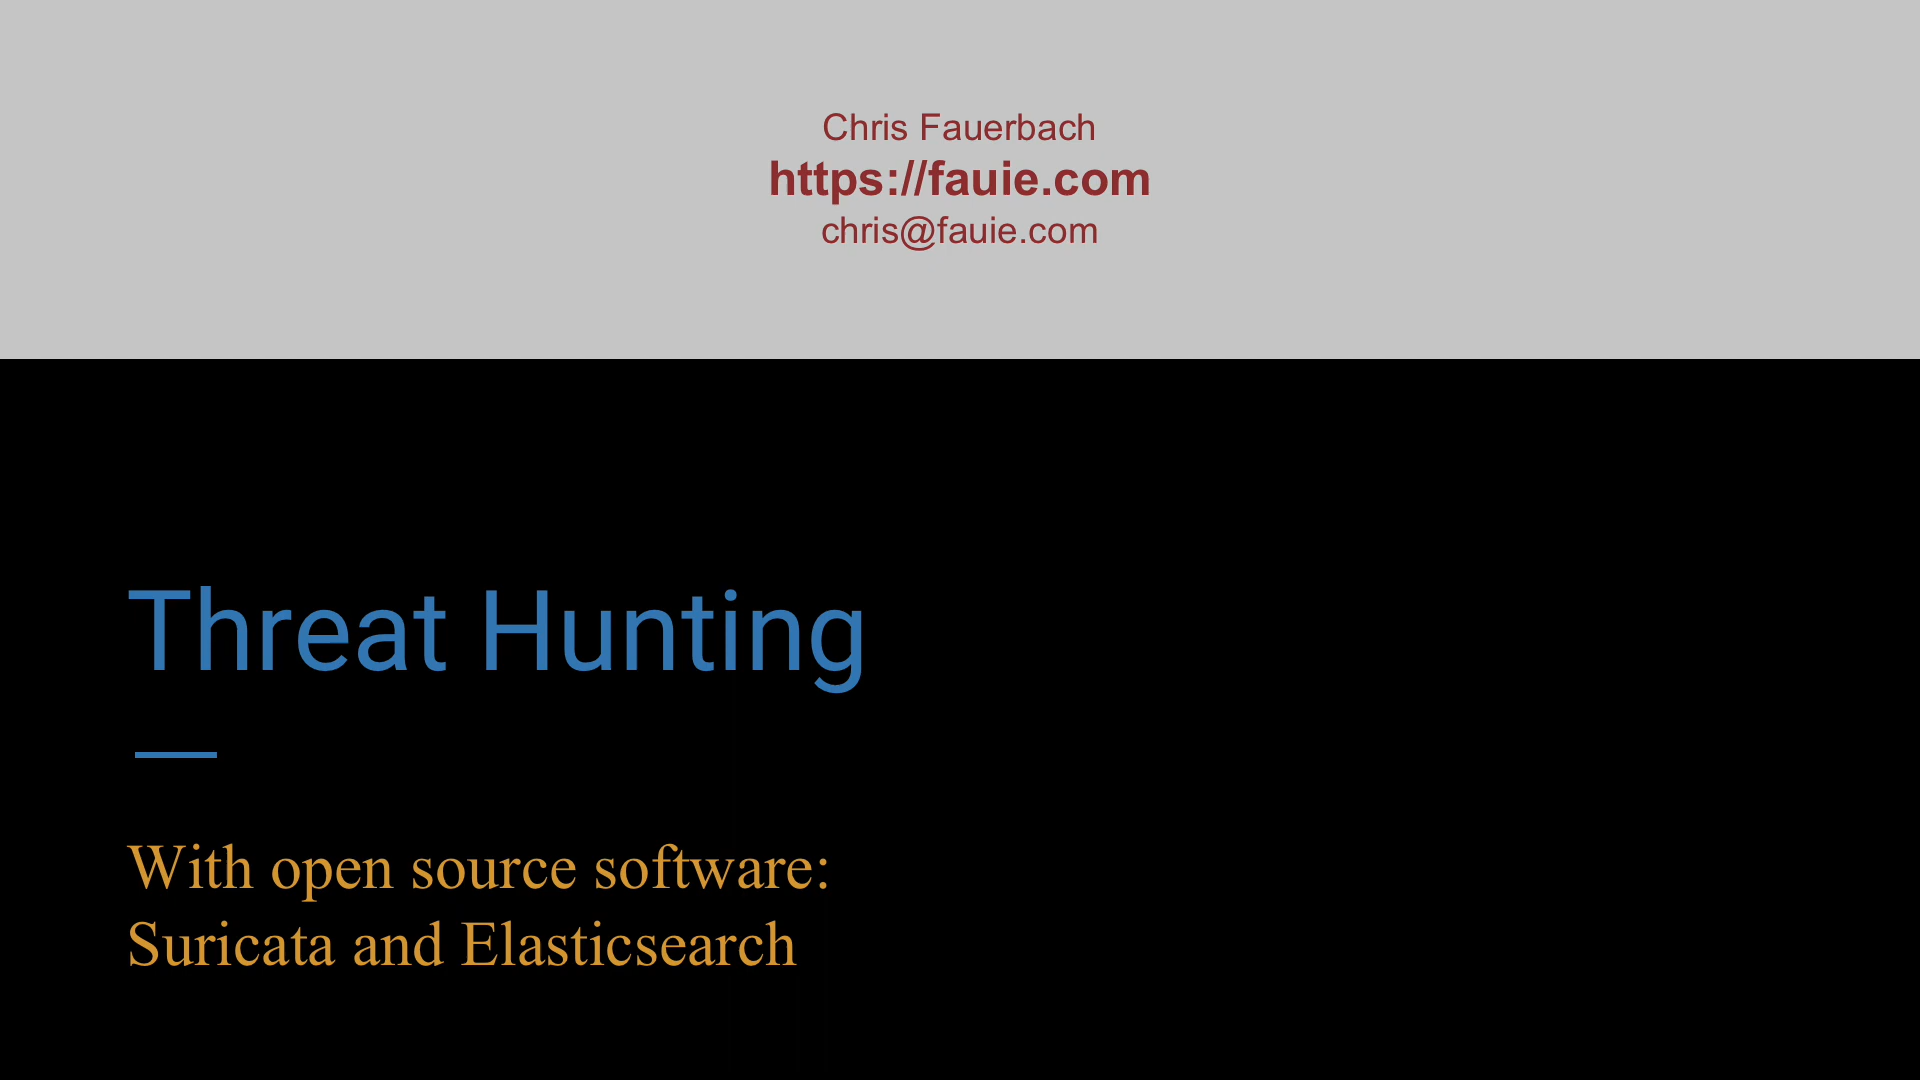 Chris Fauerbach
https://fauie.com
chris@fauie.com
Threat Hunting
With open source software:
Suricata and Elasticsearch